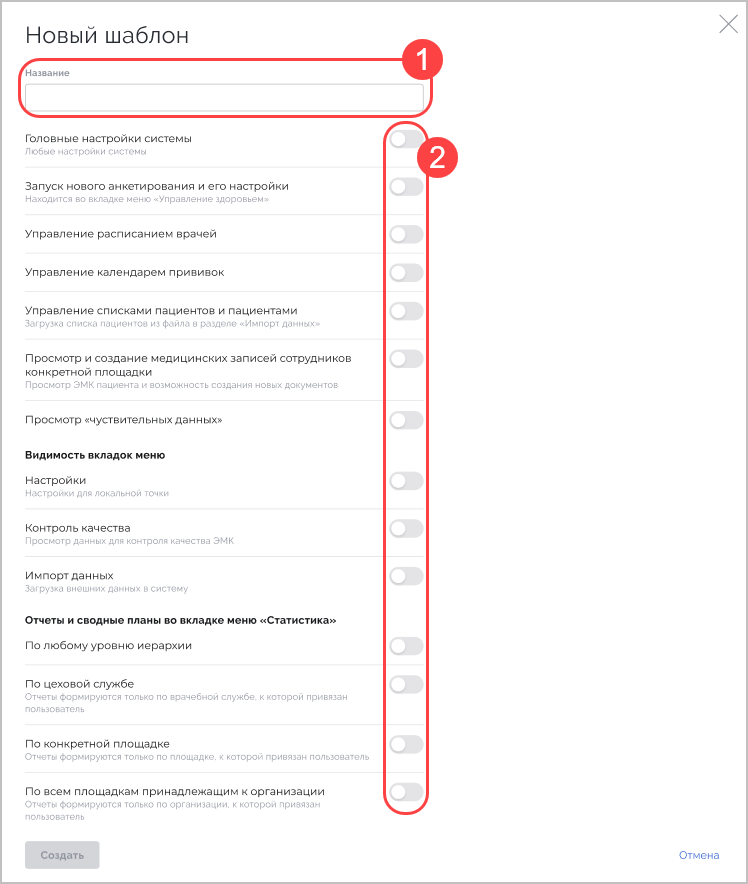 Новый шаблон
1
Название
Головные настройки системы
Любые настройки системы
2
Запуск нового анкетирования и его настройки
Находится во вкладке меню «Управление здоровьем»
Управление расписанием врачей
Управление календарем прививок
Управление списками пациентов и пациентами
Загрузка списка пациентов из файла в разделе «Импорт данных»
Просмотр и создание медицинских записей сотрудников
конкретной площадки
Просмотр ЭМК пациента и возможность создания новых документов
Просмотр «чуствительных данных»
Видимость вкладок меню
Настройки
Настройки для локальной точки
Контроль качества
Просмотр данных для контроля качества ЭМК
Импорт данных
Загрузка внешних данных в систему
Отчеты и сводные планы во вкладке меню «Статистика»
По любому уровню иерархии
По цеховой службе
Отчеты формируются только по врачебной службе, к которой привязан
пользователь
По конкретной площадке
Отчеты формируются только по площадке, к которой привязан пользователь
По всем площадкам принадлежащим к организации
Отчеты формируются только по организации, к которой привязан
пользователь
Создать
Отмена